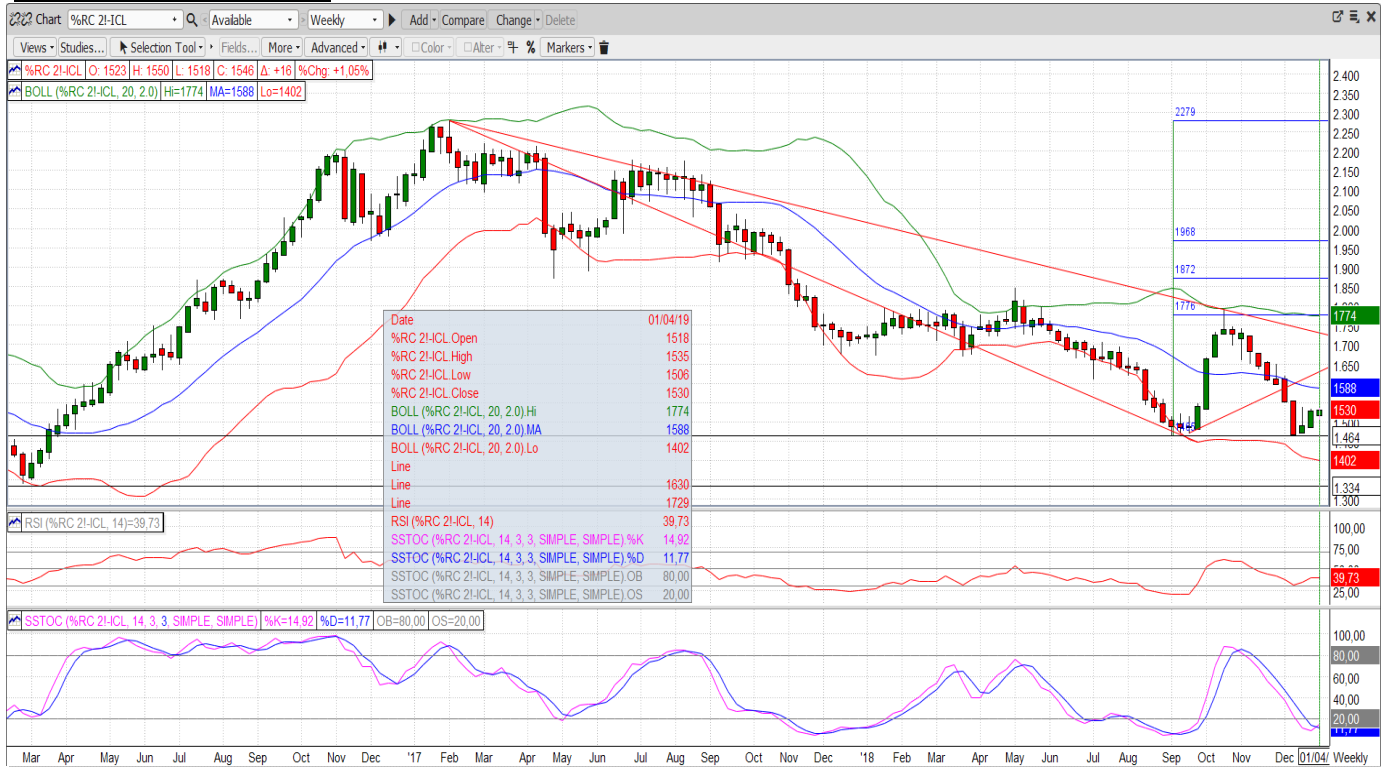 Chart %RC 2!-ICL Available Weekly Add Compare Change Delete
Views Studies... Selection Tool Fields... More Advanced Color Alter % Markers
%RC 2!-ICL O: 1523 H: 1550 L: 1518 C: 1546 Δ: +16 %Chg: +1,05%
BOLL (%RC 2!-ICL, 20, 2.0) Hi=1774 MA=1588 Lo=1402
2.400
2.350
2279
2.300
2.250
2.200
2.150
2.100
2.050
2.000
1968
1.950
1.900
1872
1.850
1776
1774
1.750
1.700
1.650
1588
1530
1.500
1.464
1402
1.334
1.300
Date 01/04/19
%RC 2!-ICL.Open 1518
%RC 2!-ICL.High 1535
%RC 2!-ICL.Low 1506
%RC 2!-ICL.Close 1530
BOLL (%RC 2!-ICL, 20, 2.0).Hi 1774
BOLL (%RC 2!-ICL, 20, 2.0).MA 1588
BOLL (%RC 2!-ICL, 20, 2.0).Lo 1402
Line
Line 1630
Line 1729
RSI (%RC 2!-ICL, 14) 39,73
SSTOC (%RC 2!-ICL, 14, 3, 3, SIMPLE, SIMPLE).%K 14,92
SSTOC (%RC 2!-ICL, 14, 3, 3, SIMPLE, SIMPLE).%D 11,77
SSTOC (%RC 2!-ICL, 14, 3, 3, SIMPLE, SIMPLE).OB 80,00
SSTOC (%RC 2!-ICL, 14, 3, 3, SIMPLE, SIMPLE).OS 20,00
RSI (%RC 2!-ICL, 14)=39,73
100,00
75,00
39,73
25,00
SSTOC (%RC 2!-ICL, 14, 3, 3, SIMPLE, SIMPLE) %K=14,92 %D=11,77 OB=80,00 OS=20,00
100,00
80,00
60,00
40,00
20,00
11,77
Mar Apr May Jun Jul Aug Sep Oct Nov Dec '17 Feb Mar Apr May Jun Jul Aug Sep Oct Nov Dec '18 Feb Mar Apr May Jun Jul Aug Sep Oct Nov Dec 01/04/ Weekly